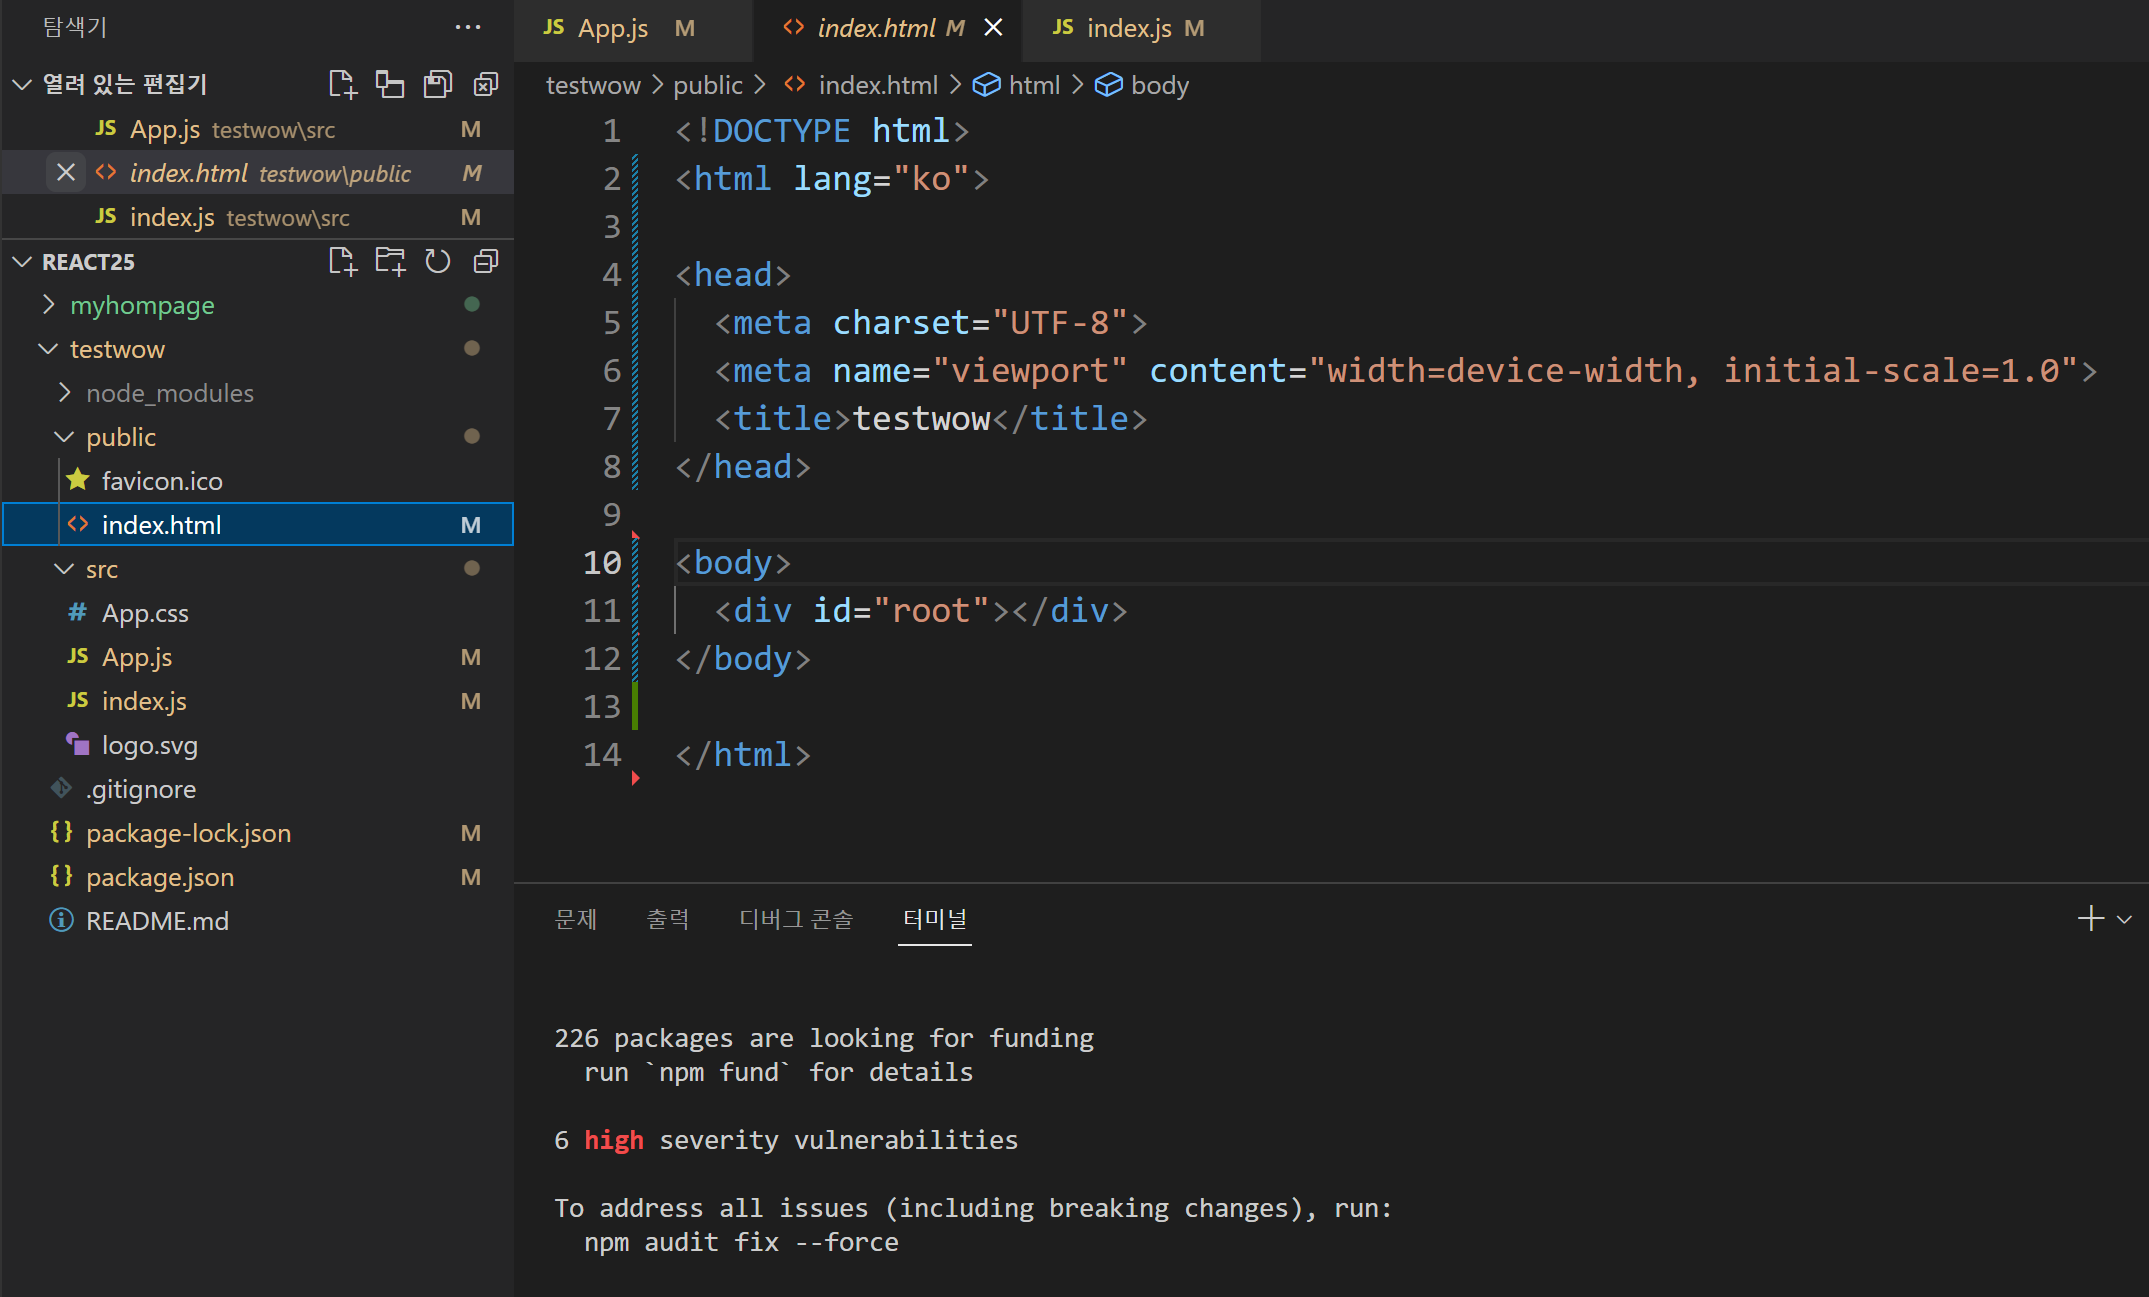 탐색기
열려 있는 편집기
JS App.js testwow\src M
index.html testwow\public M
JS index.js testwow\src M
REACT25
myhompage
testwow
node_modules
public
favicon.ico
index.html M
src
# App.css
JS App.js M
JS index.js M
logo.svg
.gitignore
{} package-lock.json M
{} package.json M
README.md
JS App.js M
index.html M
JS index.js M
testwow > public > index.html > html > body
1 <!DOCTYPE html>
2 <html lang="ko">
3
4 <head>
5 <meta charset="UTF-8">
6 <meta name="viewport" content="width=device-width, initial-scale=1.0">
7 <title>testwow</title>
8 </head>
9
10 <body>
11 <div id="root"></div>
12 </body>
13
14 </html>
문제 출력 디버그 콘솔 터미널
226 packages are looking for funding
run `npm fund` for details
6 high severity vulnerabilities
To address all issues (including breaking changes), run:
npm audit fix --force